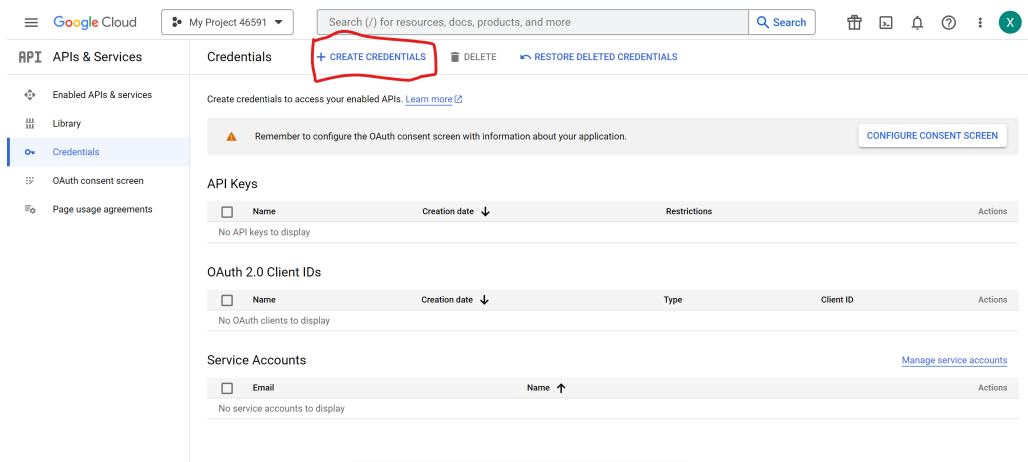 Google Cloud
My Project 46591
Search (/) for resources, docs, products, and more
Search
X
API APIs & Services
Credentials
+ CREATE CREDENTIALS
DELETE
RESTORE DELETED CREDENTIALS
Enabled APIs & services
Library
Credentials
OAuth consent screen
Page usage agreements
Create credentials to access your enabled APIs. Learn more
Remember to configure the OAuth consent screen with information about your application.
CONFIGURE CONSENT SCREEN
API Keys
Name Creation date Restrictions Actions
No API keys to display
OAuth 2.0 Client IDs
Name Creation date Type Client ID Actions
No OAuth clients to display
Service Accounts
Manage service accounts
Email Name Actions
No service accounts to display